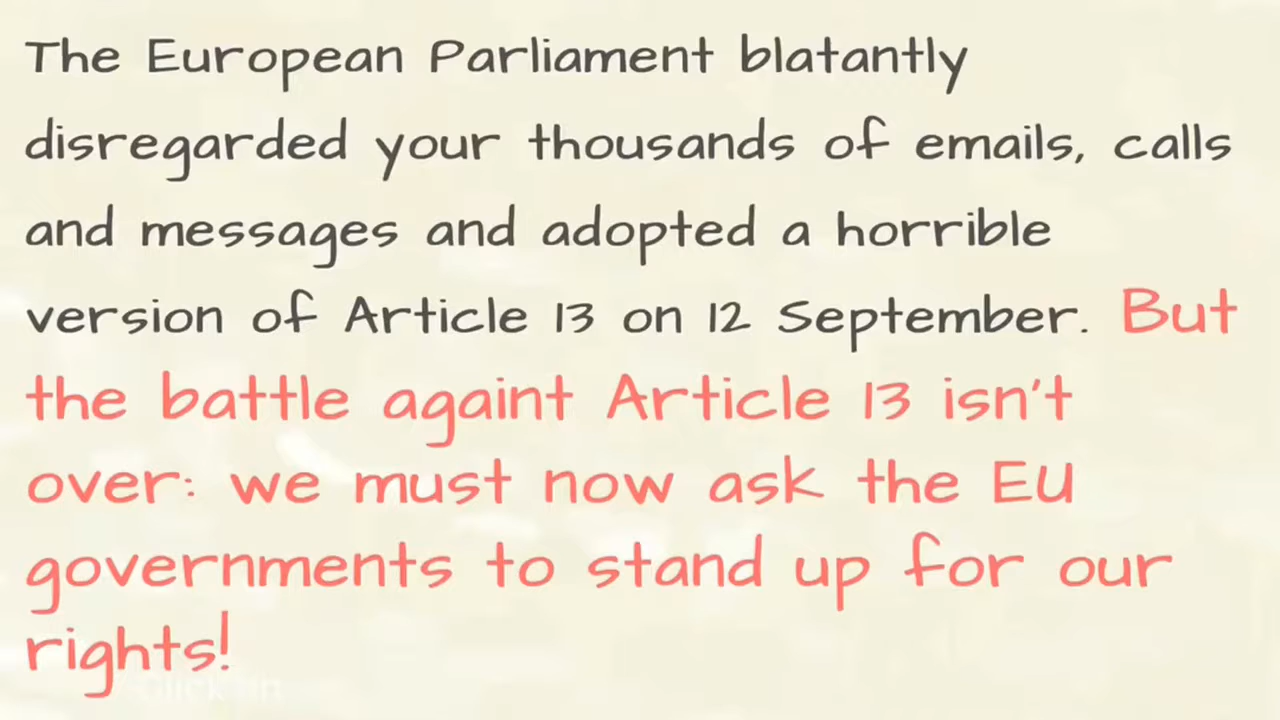 The European Parliament blatantly
disregarded your thousands of emails, calls
and messages and adopted a horrible
version of Article 13 on 12 September. But
the battle againt Article 13 isn't
over: we must now ask the EU
governments to stand up for our
rights!
Click on